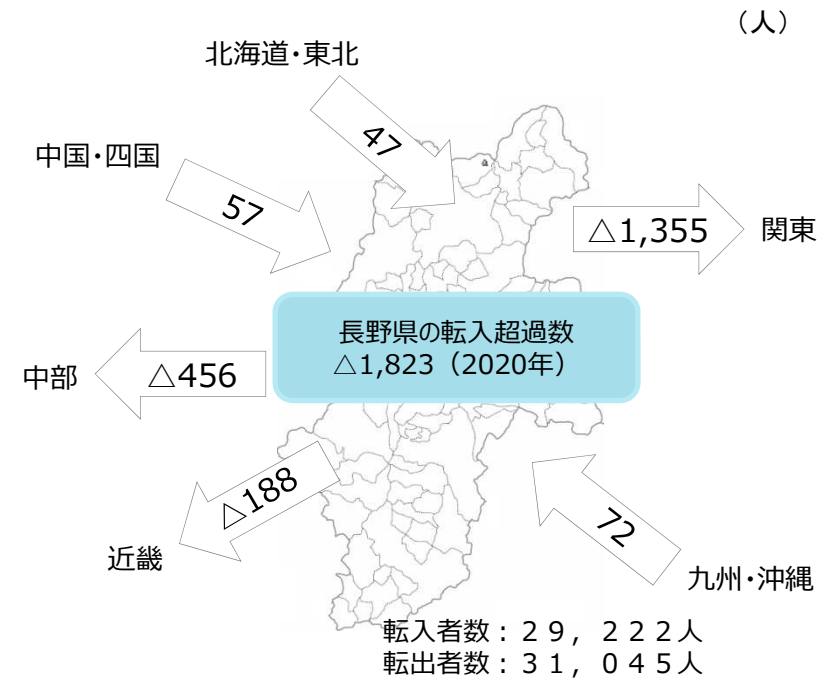 （人）
北海道・東北
47
中国・四国
57
△1,355
関東
長野県の転入超過数
△1,823（2020年）
中部
△456
△188
近畿
72
九州・沖縄
転入者数：２９，２２２人
転出者数：３１，０４５人